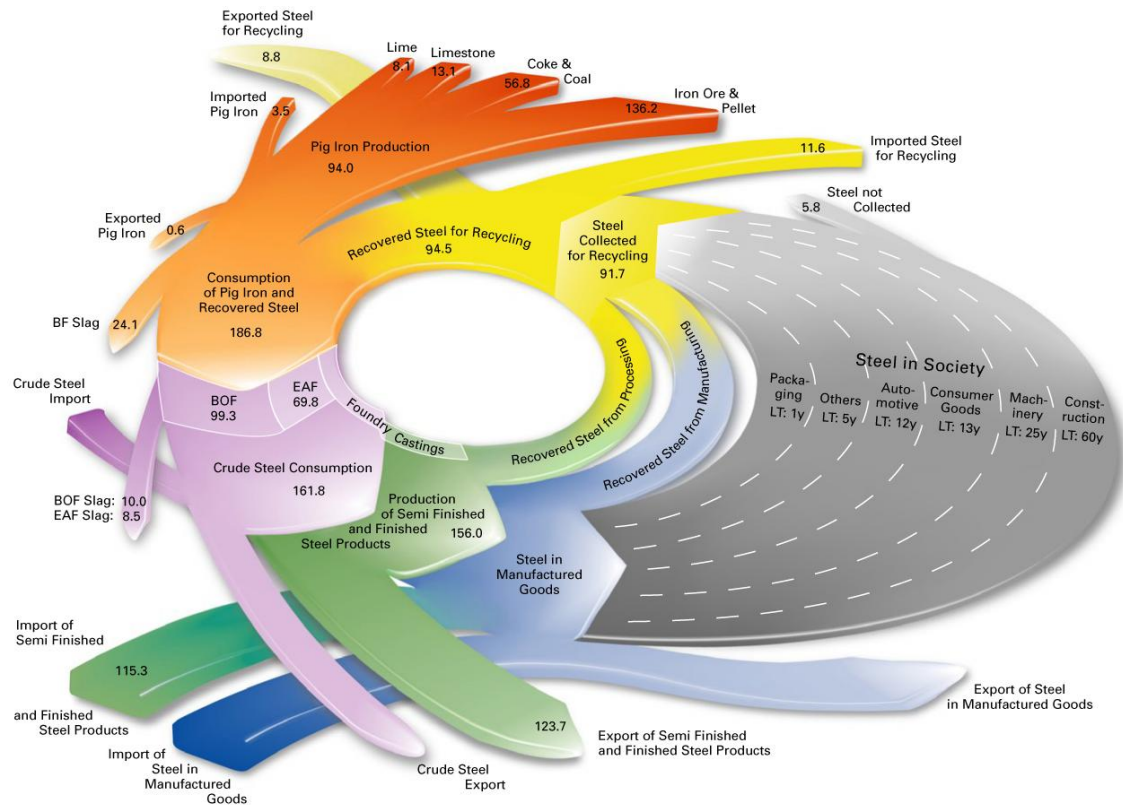 Exported Steel
for Recycling
8.8
Lime
8.1
Limestone
13.1
Coke &
Coal
56.8
Iron Ore &
Pellet
136.2
Imported
Pig Iron
3.5
Pig Iron Production
94.0
Imported Steel
for Recycling
11.6
Steel not
Collected
5.8
Exported
Pig Iron
0.6
Recovered Steel for Recycling
94.5
Steel
Collected
for Recycling
91.7
Consumption
of Pig Iron and
Recovered Steel
186.8
BF Slag
24.1
Crude Steel
Import
BOF
99.3
EAF
69.8
Foundry Castings
Recovered Steel from Processing
Recovered Steel from Manufacturing
Steel in Society
Packa-
ging
LT: 1y
Others
LT: 5y
Auto-
motive
LT: 12y
Consumer
Goods
LT: 13y
Mach-
inery
LT: 25y
Const-
ruction
LT: 60y
Crude Steel Consumption
161.8
BOF Slag: 10.0
EAF Slag: 8.5
Production
of Semi Finished
and Finished
Steel Products
156.0
Steel in
Manufactured
Goods
Import of
Semi Finished
115.3
and Finished
Steel Products
Import of
Steel in
Manufactured
Goods
Crude Steel
Export
123.7
Export of Semi Finished
and Finished Steel Products
Export of Steel
in Manufactured Goods